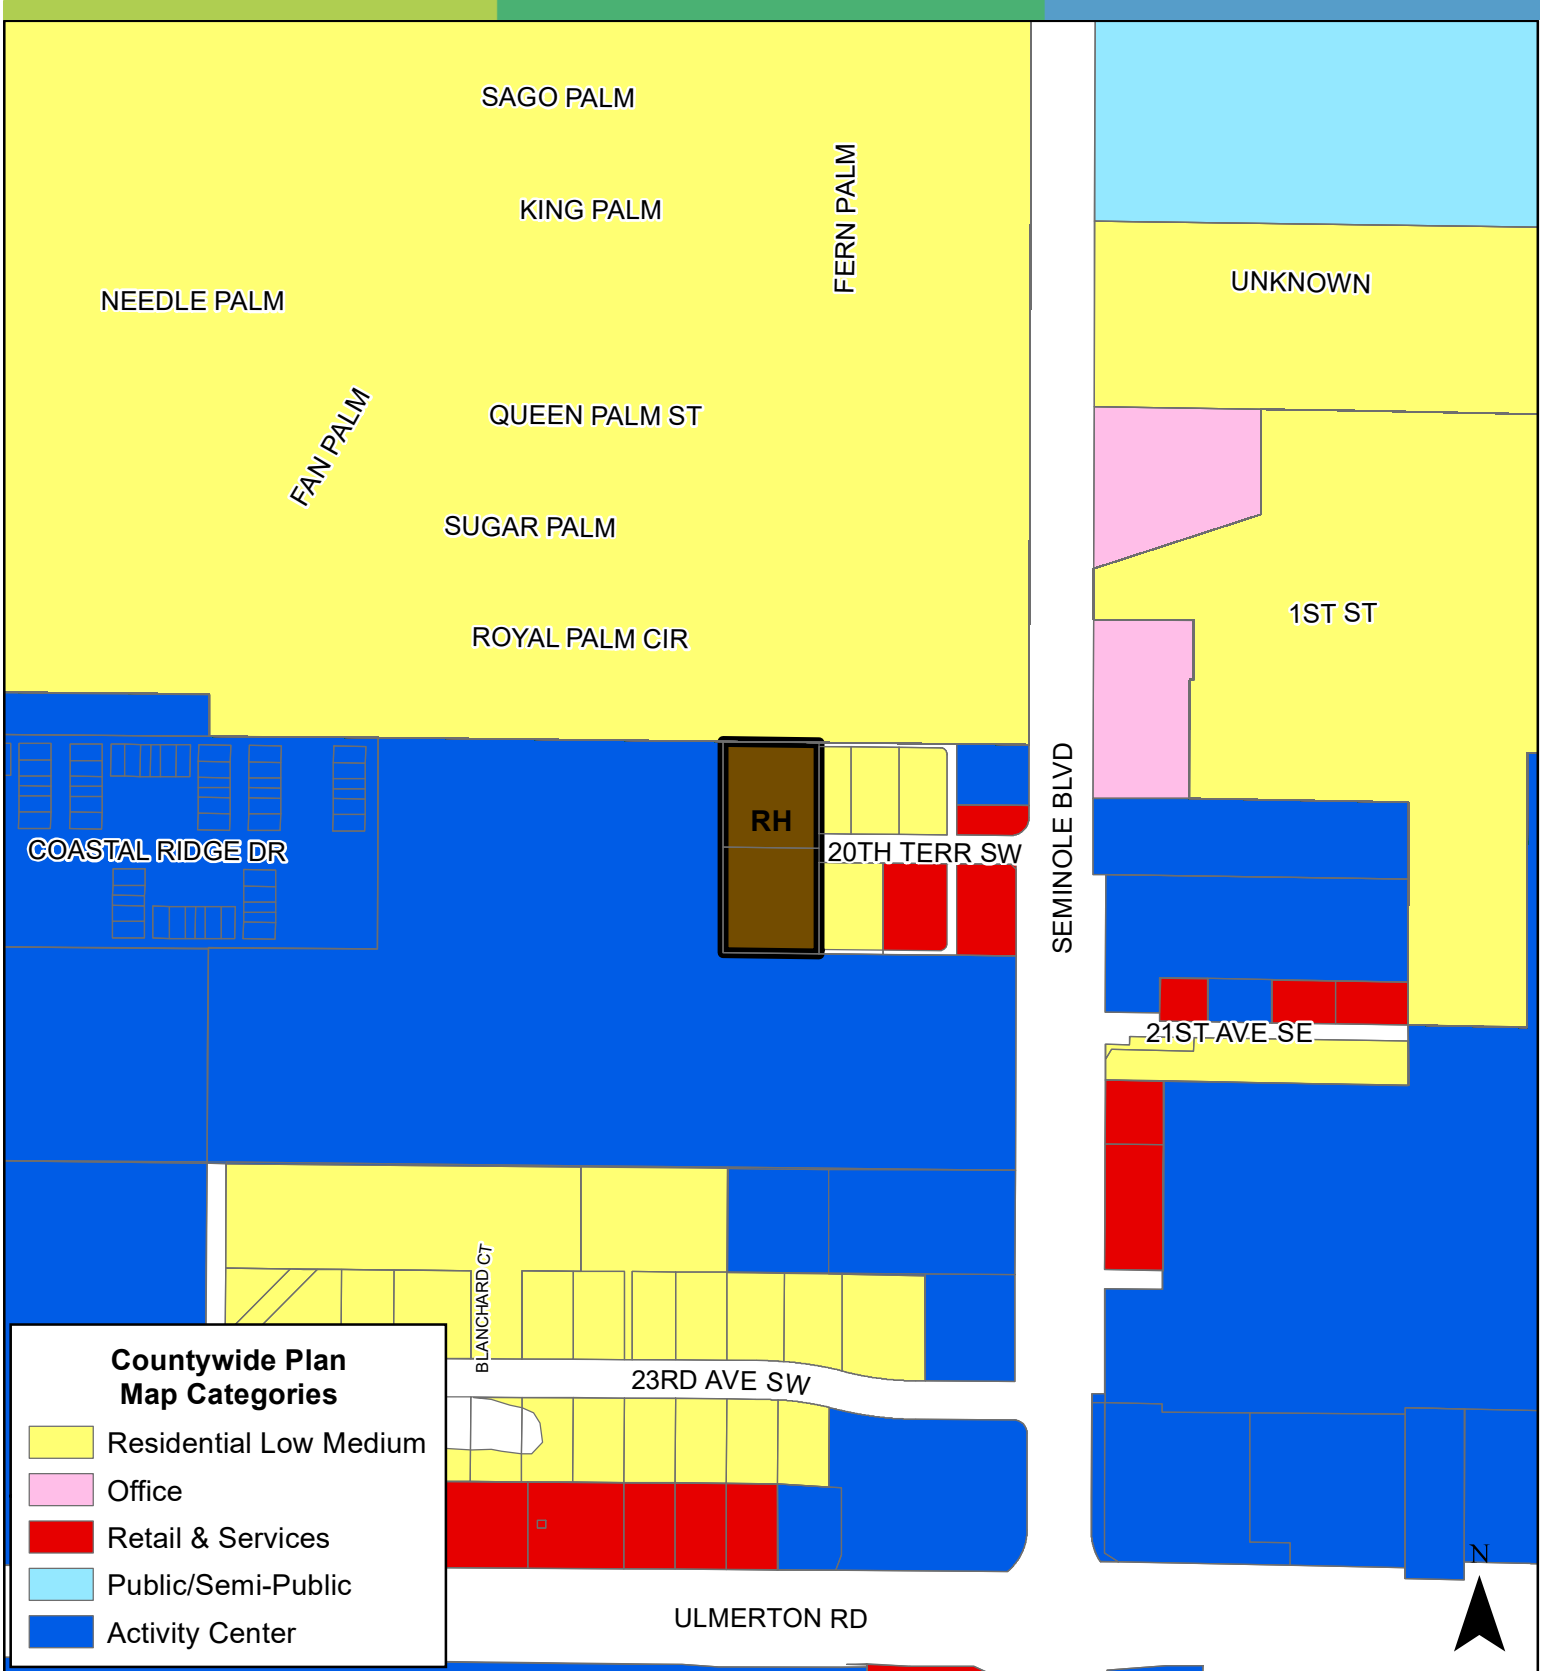 SAGO PALM
FERN PALM
KING PALM
UNKNOWN
NEEDLE PALM
FAN PALM
QUEEN PALM ST
SUGAR PALM
1ST ST
ROYAL PALM CIR
SEMINOLE BLVD
RH
COASTAL RIDGE DR
20TH TERR SW
21ST AVE SE
BLANCHARD CT
23RD AVE SW
Countywide Plan
Map Categories
Residential Low Medium
Office
Retail & Services
Public/Semi-Public
Activity Center
ULMERTON RD
N